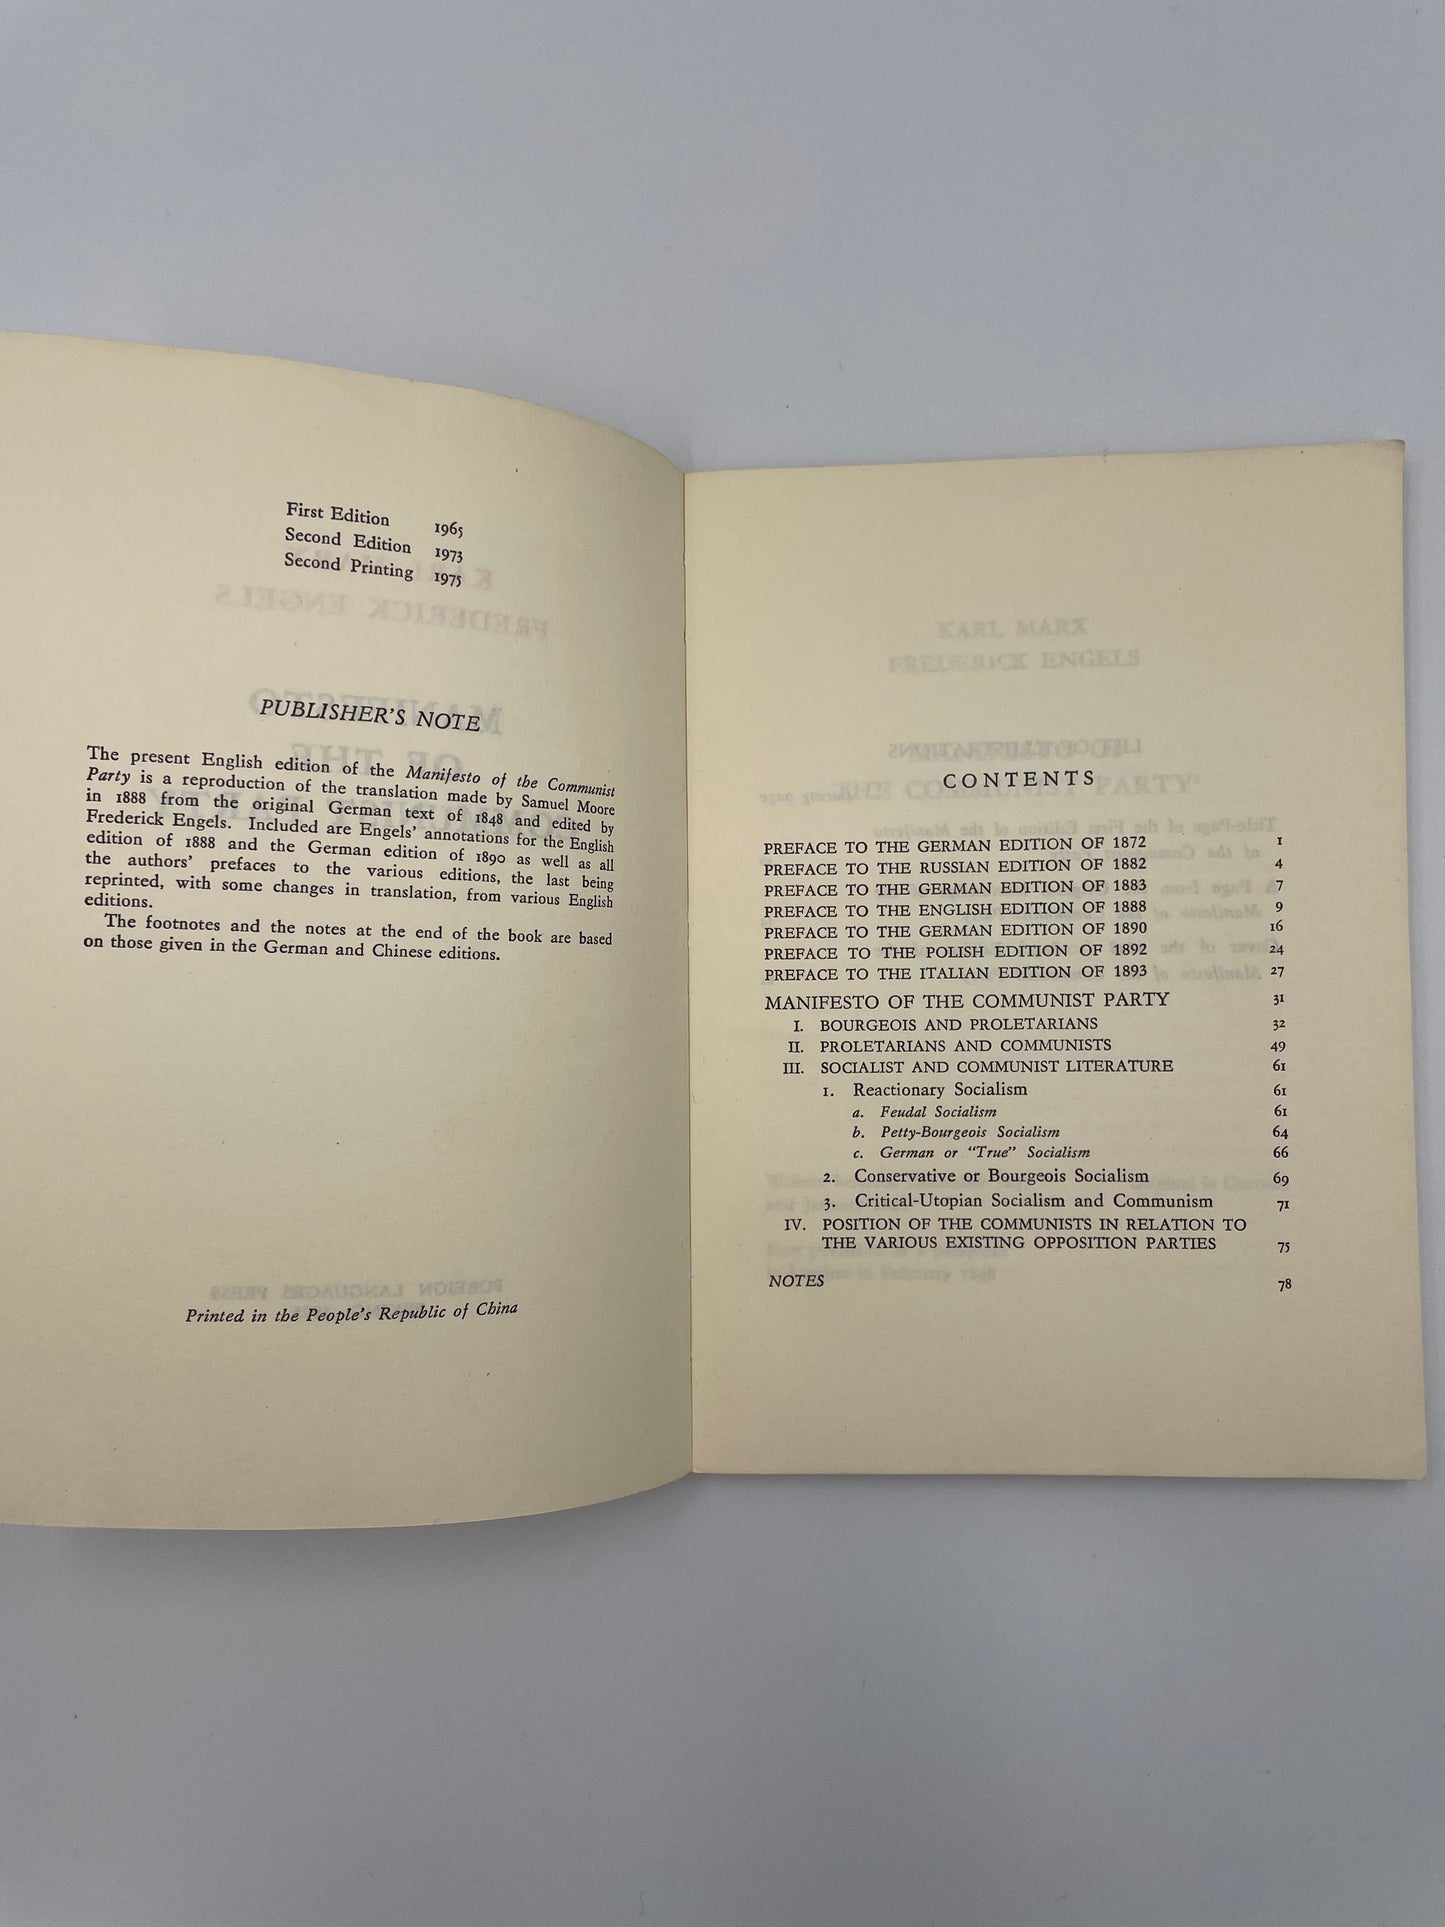 First Edition 1965
Second Edition 1973
Second Printing 1975
PUBLISHER'S NOTE
The present English edition of the Manifesto of the Communist
Party is a reproduction of the translation made by Samuel Moore
in 1888 from the original German text of 1848 and edited by
Frederick Engels. Included are Engels' annotations for the English
edition of 1888 and the German edition of 1890 as well as all
the authors' prefaces to the various editions, the last being
reprinted, with some changes in translation, from various English
editions.
The footnotes and the notes at the end of the book are based
on those given in the German and Chinese editions.
FOREIGN LANGUAGES PRESS
Printed in the People's Republic of China
KARL MARX
FREDERICK ENGELS
CONTENTS
PREFACE TO THE GERMAN EDITION OF 1872 1
PREFACE TO THE RUSSIAN EDITION OF 1882 4
PREFACE TO THE GERMAN EDITION OF 1883 7
PREFACE TO THE ENGLISH EDITION OF 1888 9
PREFACE TO THE GERMAN EDITION OF 1890 16
PREFACE TO THE POLISH EDITION OF 1892 24
PREFACE TO THE ITALIAN EDITION OF 1893 27
MANIFESTO OF THE COMMUNIST PARTY 31
I. BOURGEOIS AND PROLETARIANS 32
II. PROLETARIANS AND COMMUNISTS 49
III. SOCIALIST AND COMMUNIST LITERATURE 61
1. Reactionary Socialism 61
a. Feudal Socialism 61
b. Petty-Bourgeois Socialism 64
c. German or "True" Socialism 66
2. Conservative or Bourgeois Socialism 69
3. Critical-Utopian Socialism and Communism 71
IV. POSITION OF THE COMMUNISTS IN RELATION TO
THE VARIOUS EXISTING OPPOSITION PARTIES 75
NOTES 78